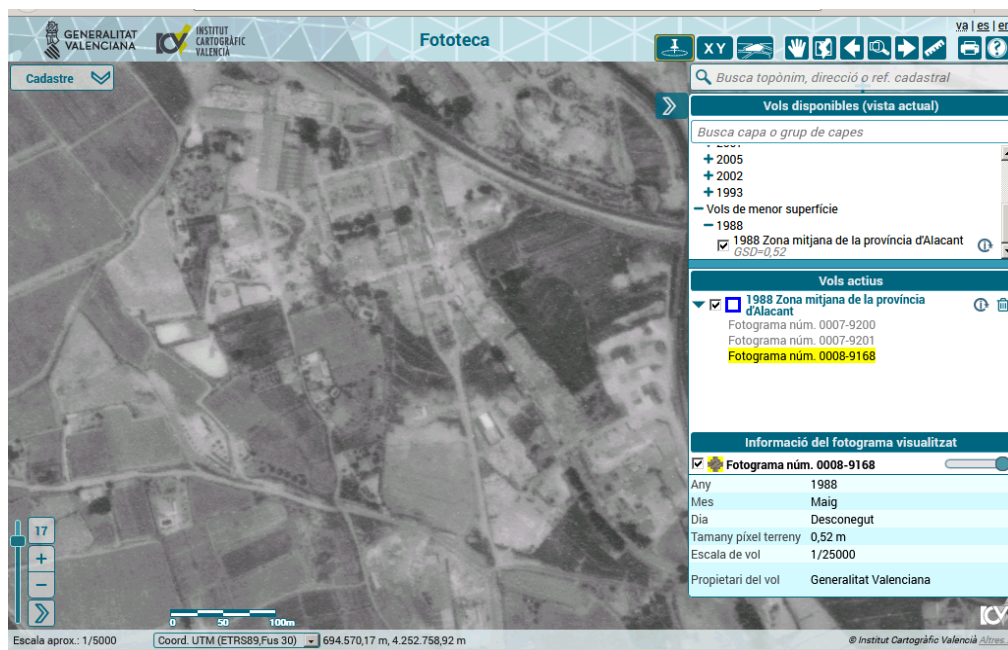 GENERALITAT
VALENCIANA
INSTITUT
CARTOGRÀFIC
VALENCIÀ
Fototeca
va | es | en
X Y
Cadastre
Busca topònim, direcció o ref. cadastral
Vols disponibles (vista actual)
Busca capa o grup de capes
2005
2002
1993
Vols de menor superfície
1988
1988 Zona mitjana de la província d'Alacant
GSD=0,52
Vols actius
1988 Zona mitjana de la província
d'Alacant
Fotograma núm. 0007-9200
Fotograma núm. 0007-9201
Fotograma núm. 0008-9168
Informació del fotograma visualitzat
Fotograma núm. 0008-9168
Any 1988
Mes Maig
Dia Desconegut
Tamany píxel terreny 0,52 m
Escala de vol 1/25000
Propietari del vol Generalitat Valenciana
17
0 50 100m
Escala aprox.: 1/5000
Coord. UTM (ETRS89,Fus 30)
694.570,17 m, 4.252.758,92 m
© Institut Cartogràfic Valencià Altres